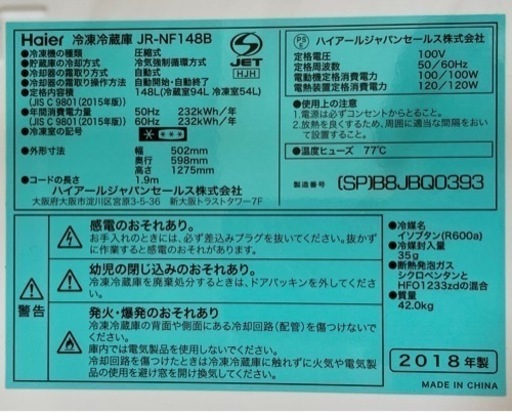 Haier 冷凍冷蔵庫 JR-NF148B
●冷凍機の種類 圧縮式
●貯蔵庫の冷却方式 冷気強制循環方式
●冷却器の霜取り方式 自動式
●冷却器の霜取り操作方法 自動開始・自動終了
●定格内容積 148L(冷蔵室94L 冷凍室54L)
(JIS C 9801(2015年版))
●年間消費電力量 50Hz 232kWh/年
(JIS C 9801(2015年版)) 60Hz 232kWh/年
●冷凍室の記号
●外形寸法 幅 502mm
奥行 598mm
高さ 1275mm
●コードの長さ 1.9m
ハイアールジャパンセールス株式会社
大阪府大阪市淀川区宮原3-5-36 新大阪トラストタワー7F
S
JET
HJH
PSE
ハイアールジャパンセールス株式会社
定格電圧 100V
定格周波数 50/60Hz
電動機定格消費電力 100/100W
電熱装置定格消費電力 120/120W
●使用上の注意
1.電源は必ずコンセントからとること。
2.放熱を良くするため、周囲に適当な間隔をおいて設置すること。
●温度ヒューズ 77℃
製造番号 (SP)B8JBQ0393
警告
感電のおそれあり。
お手入れのときには、必ず差込みプラグを抜いてください。抜かず
に作業すると感電のおそれがあります。
幼児の閉じ込みのおそれあり。
冷凍冷蔵庫を廃棄処分するときは、ドアパッキンを外してください。
発火・爆発のおそれあり。
冷凍冷蔵庫の背面や側面にある冷却回路(配管)を傷つけないで
ください。
庫内では電気製品を使用しないでください。
冷却回路を傷つけたときは冷凍冷蔵庫に触れずに火気や電気製
品の使用を避け窓を開け換気してください。
●冷媒名
イソブタン(R600a)
●冷媒封入量
35g
●断熱発泡ガス
シクロペンタンと
HFO1233zdの混合
●質量
42.0kg
2018年製
MADE IN CHINA